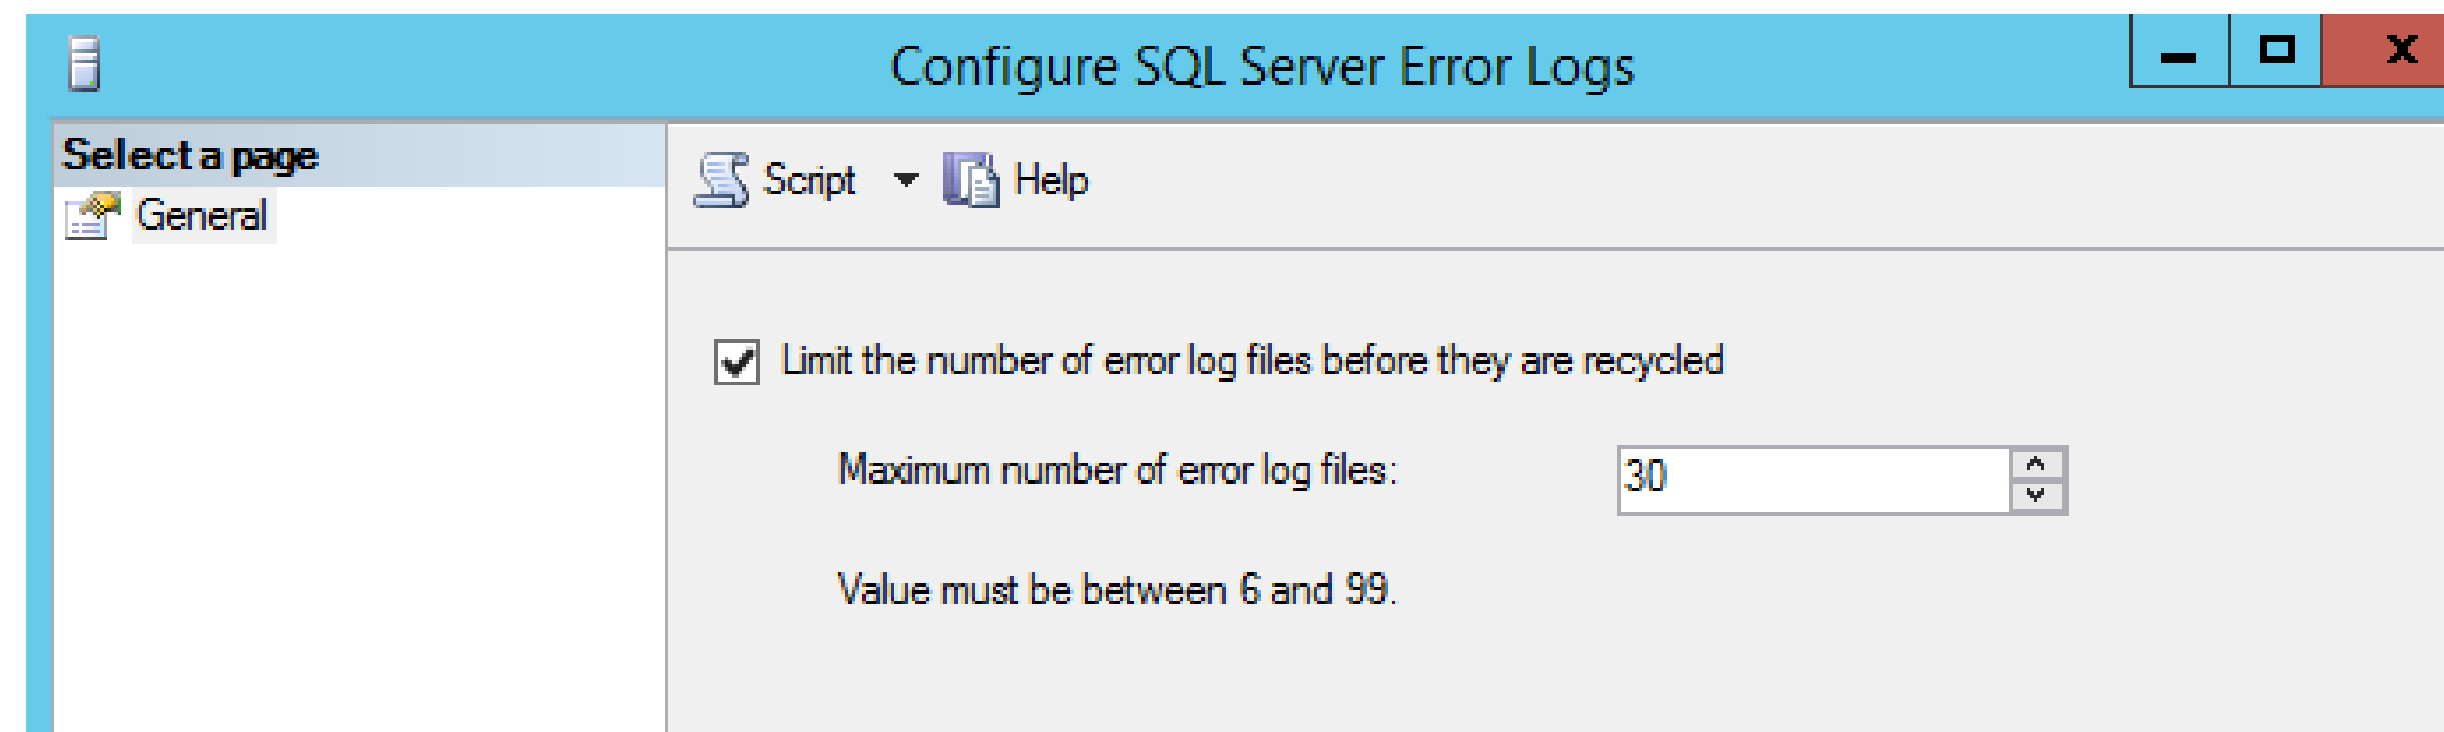 Configure SQL Server Error Logs
Select a page
General
Script
Help
Limit the number of error log files before they are recycled
Maximum number of error log files:
30
Value must be between 6 and 99.